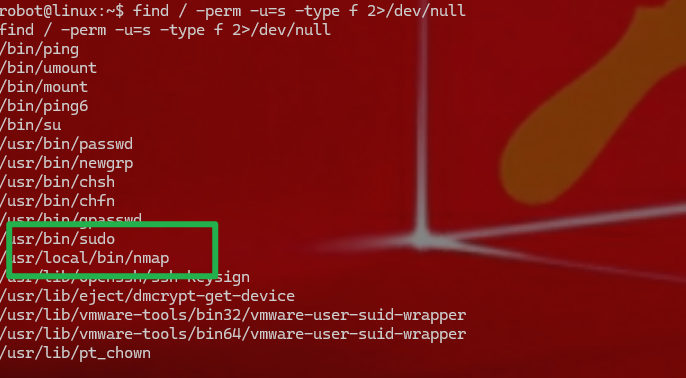 robot@linux:~$ find / -perm -u=s -type f 2>/dev/null
find / -perm -u=s -type f 2>/dev/null
/bin/ping
/bin/umount
/bin/mount
/bin/ping6
/bin/su
/usr/bin/passwd
/usr/bin/newgrp
/usr/bin/chsh
/usr/bin/chfn
/usr/bin/gpasswd
/usr/bin/sudo
/usr/local/bin/nmap
/usr/lib/openssh/ssh-keysign
/usr/lib/eject/dmcrypt-get-device
/usr/lib/vmware-tools/bin32/vmware-user-suid-wrapper
/usr/lib/vmware-tools/bin64/vmware-user-suid-wrapper
/usr/lib/pt_chown